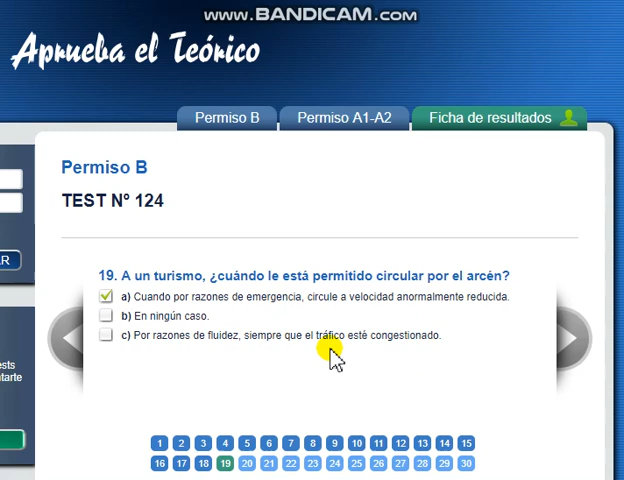 www.BANDICAM.com
Aprueba el Teórico
Permiso B
Permiso A1-A2
Ficha de resultados
Permiso B
TEST Nº 124
R
19. A un turismo, ¿cuándo le está permitido circular por el arcén?
a) Cuando por razones de emergencia, circule a velocidad anormalmente reducida.
b) En ningún caso.
c) Por razones de fluidez, siempre que el tráfico esté congestionado.
ests
ntarte
1 2 3 4 5 6 7 8 9 10 11 12 13 14 15
16 17 18 19 20 21 22 23 24 25 26 27 28 29 30